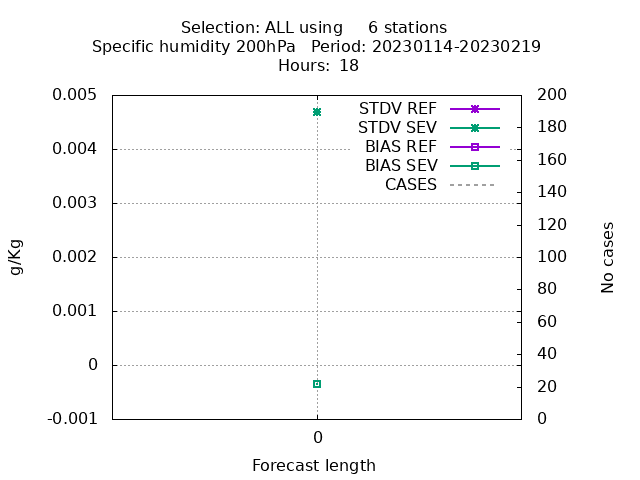 Selection: ALL using     6 stations
Specific humidity 200hPa   Period: 20230114-20230219
Hours: 18
0.005
0.004
0.003
0.002
0.001
0
-0.001
g/Kg
STDV REF
STDV SEV
BIAS REF
BIAS SEV
CASES
200
180
160
140
120
100
80
60
40
20
0
No cases
0
Forecast length